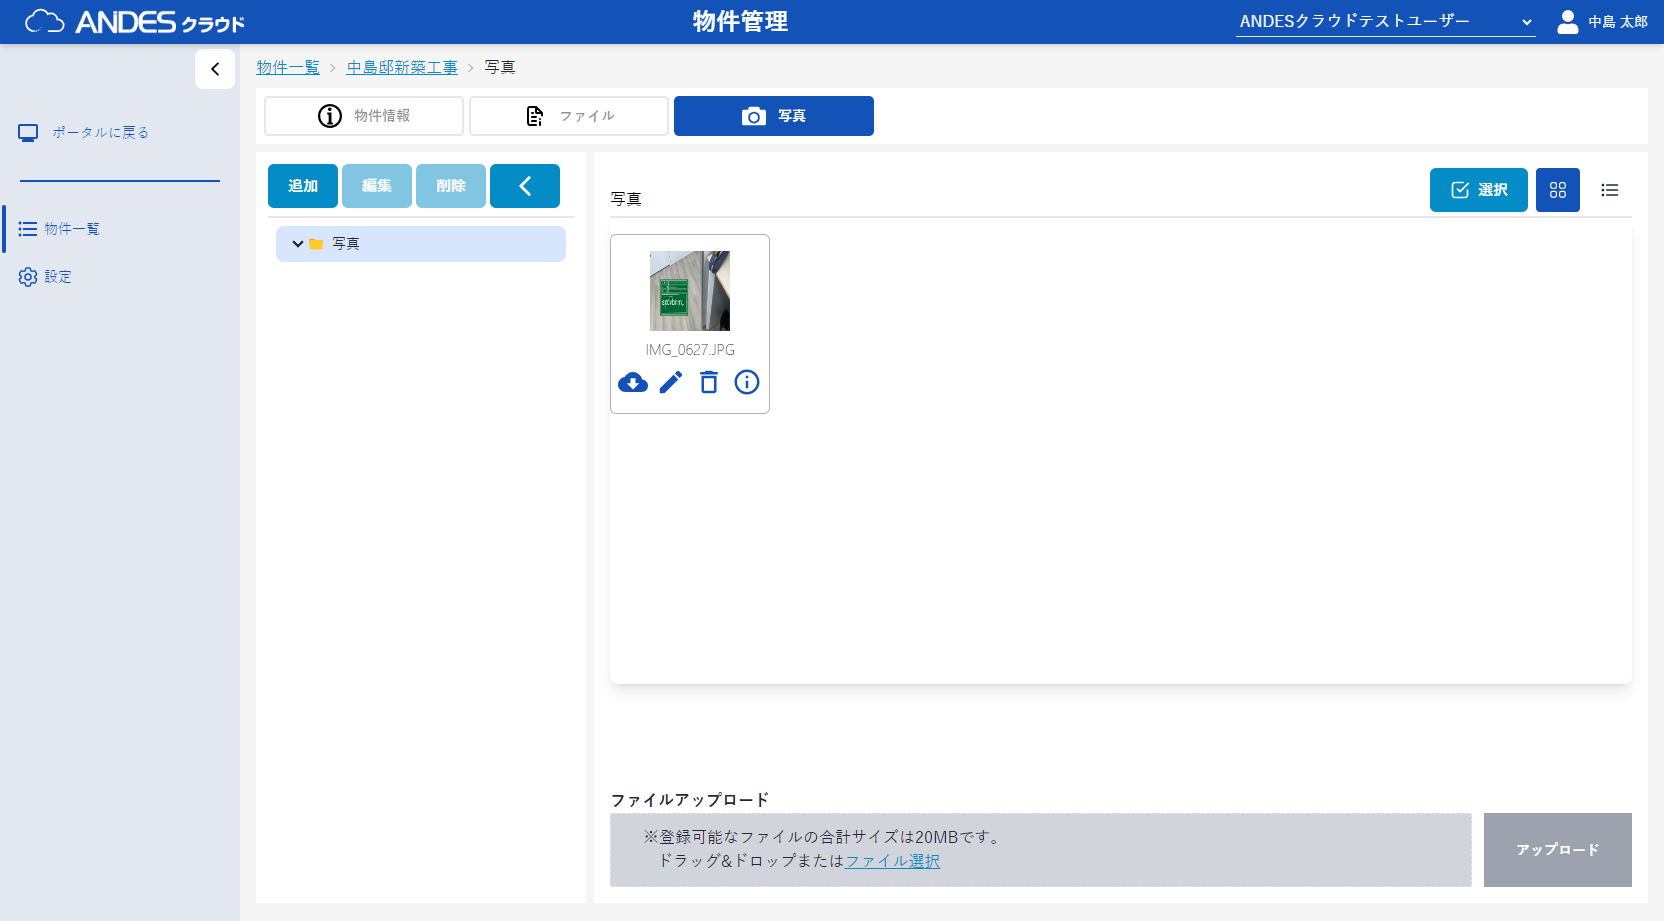 ANDES クラウド
物件管理
ANDESクラウドテストユーザー
中島 太郎
物件一覧 > 中島邸新築工事 > 写真
ポータルに戻る
物件一覧
設定
物件情報
ファイル
写真
追加
編集
削除
写真
写真
選択
IMG_0627.JPG
ファイルアップロード
※登録可能なファイルの合計サイズは20MBです。
ドラッグ&ドロップまたはファイル選択
アップロード